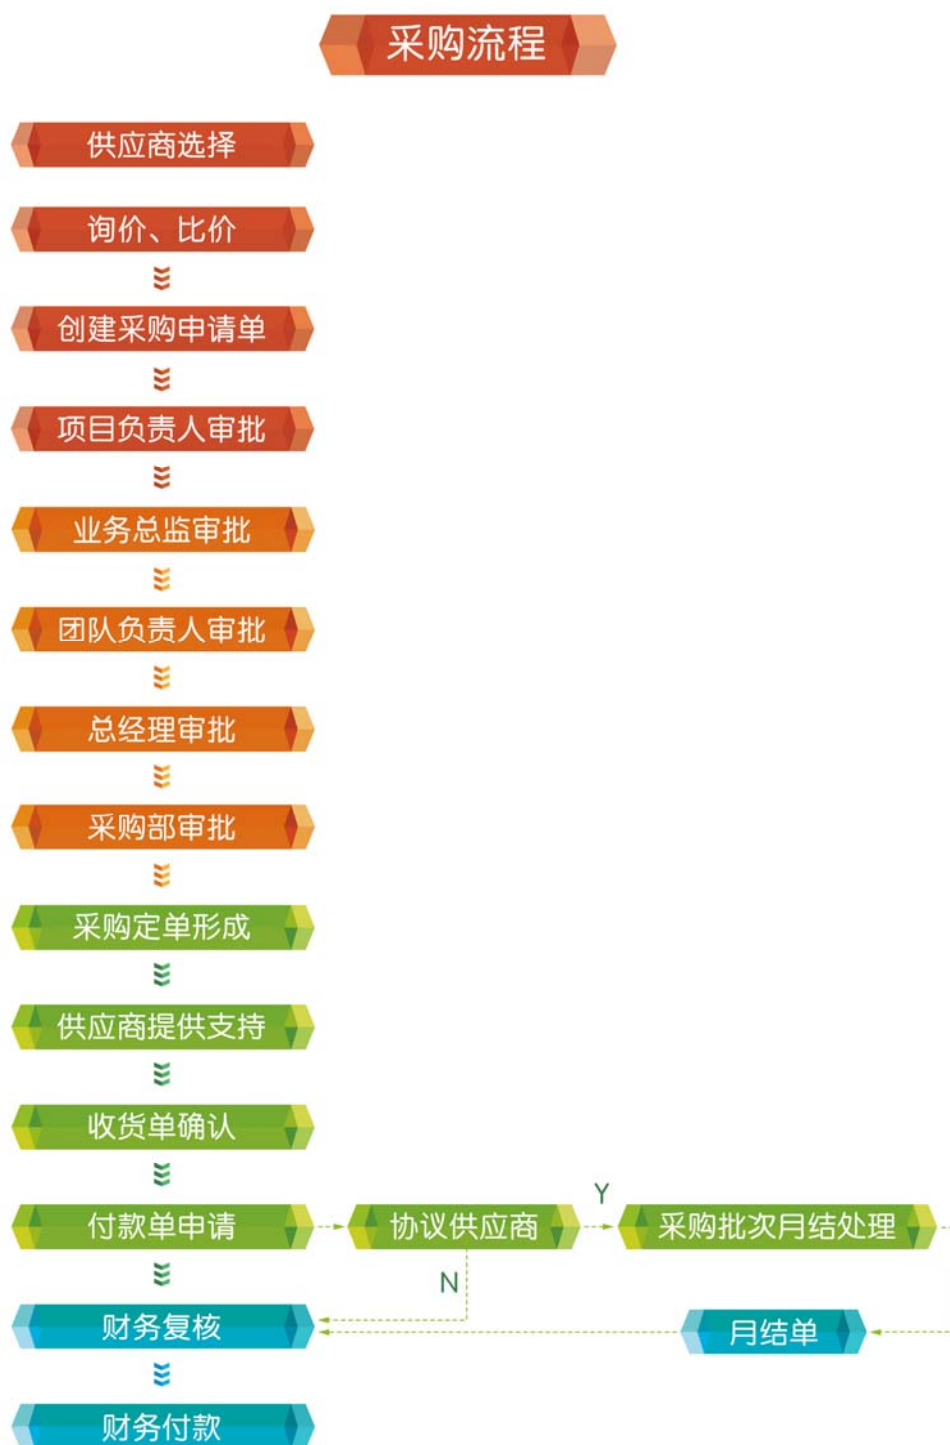 采购流程
供应商选择
询价、比价
创建采购申请单
项目负责人审批
业务总监审批
团队负责人审批
总经理审批
采购部审批
采购定单形成
供应商提供支持
收货单确认
Y
付款单申请
协议供应商
采购批次月结处理
N
财务复核
月结单
财务付款